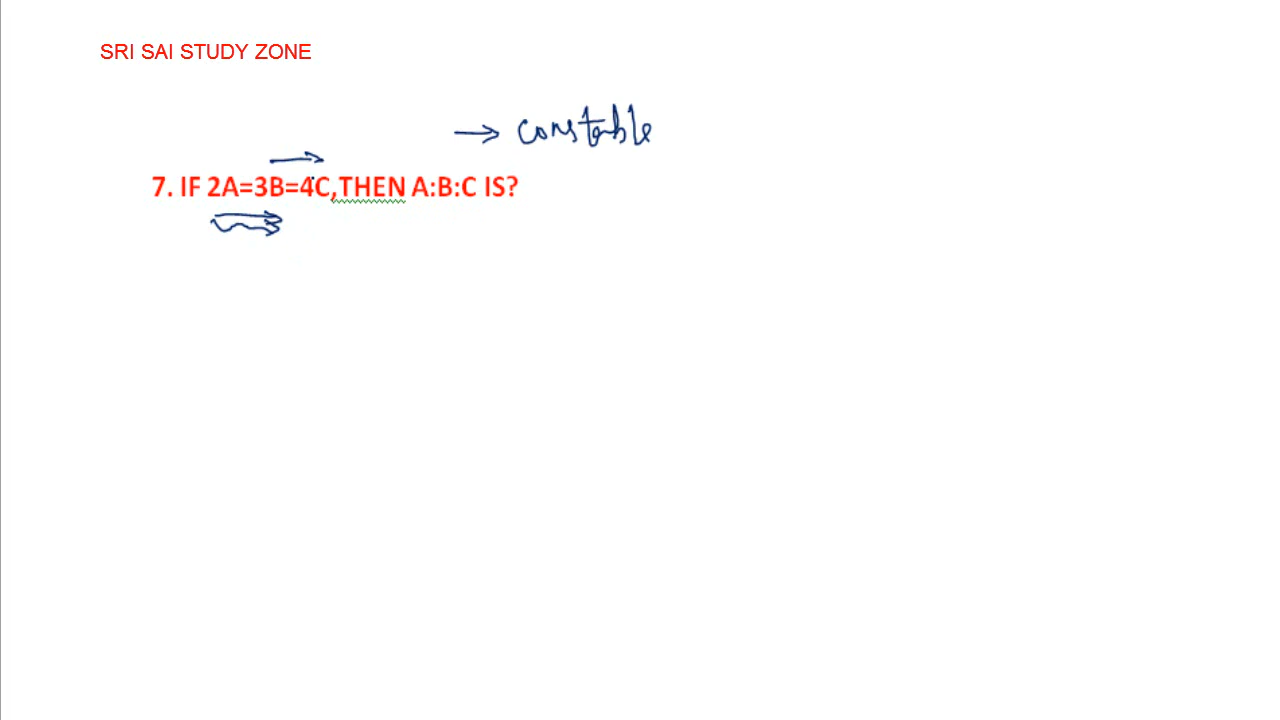 SRI SAI STUDY ZONE
→ constable
7. IF 2A=3B=4C,THEN A:B:C IS?